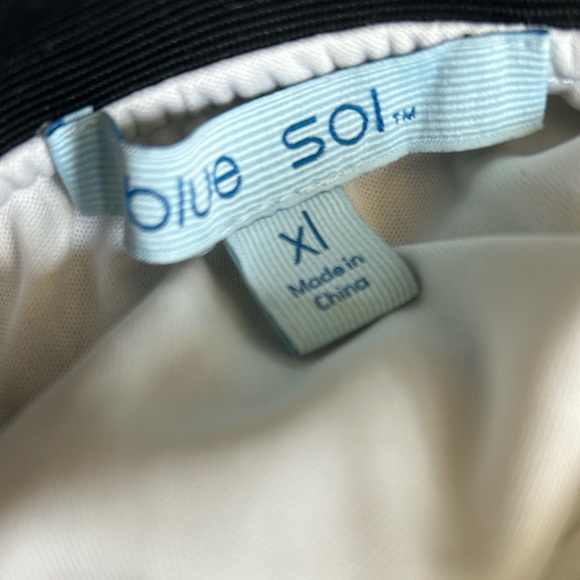 blue sol™
xl
Made in
China